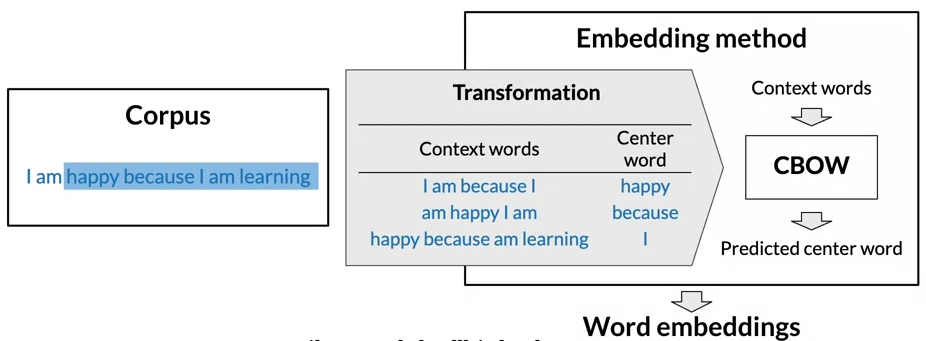 Embedding method
Corpus
I am happy because I am learning
Transformation
Context words
Center
word
I am because I
happy
am happy I am
because
happy because am learning
I
Context words
CBOW
Predicted center word
Word embeddings